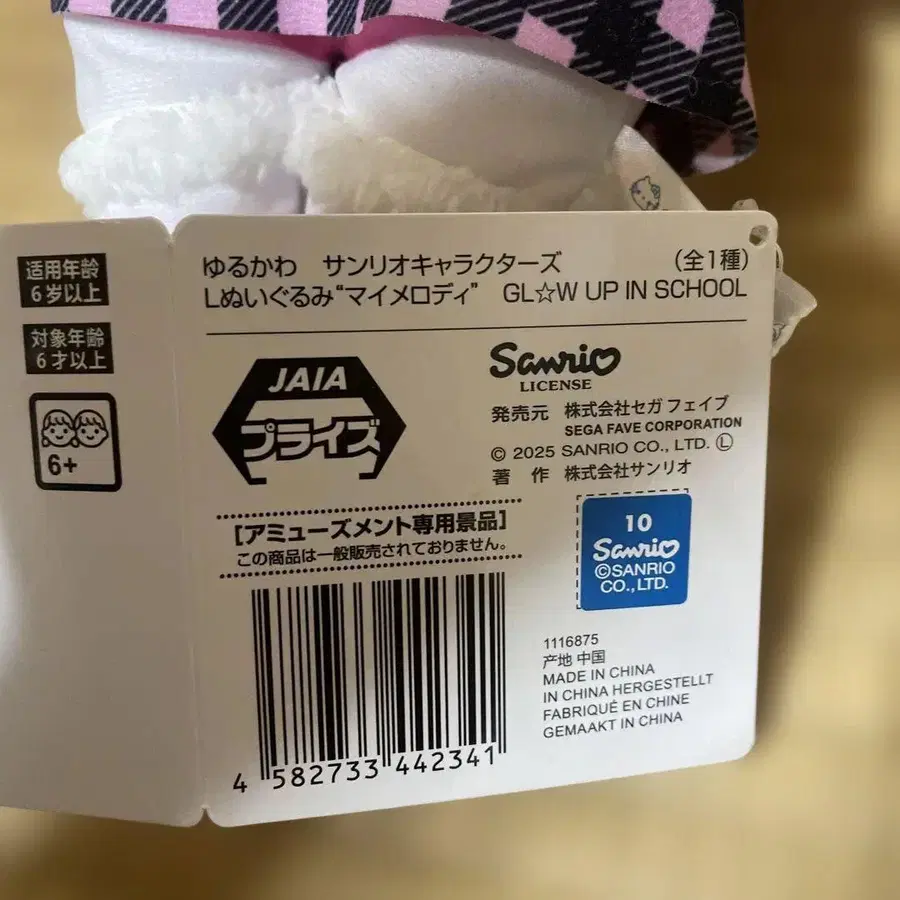 适用年龄
6岁以上
対象年齢
6才以上
6+
ゆるかわ サンリオキャラクターズ (全1種)
Lぬいぐるみ“マイメロディ” GL☆W UP IN SCHOOL
JAIA
プライズ
Sanrio
LICENSE
発売元 株式会社セガ フェイブ
SEGA FAVE CORPORATION
© 2025 SANRIO CO., LTD. Ⓛ
著 作 株式会社サンリオ
[アミューズメント専用景品]
この商品は一般販売されておりません。
10
Sanrio
©SANRIO
CO.,LTD.
4 582733 442341
1116875
产地 中国
MADE IN CHINA
IN CHINA HERGESTELLT
FABRIQUÉ EN CHINE
GEMAAKT IN CHINA